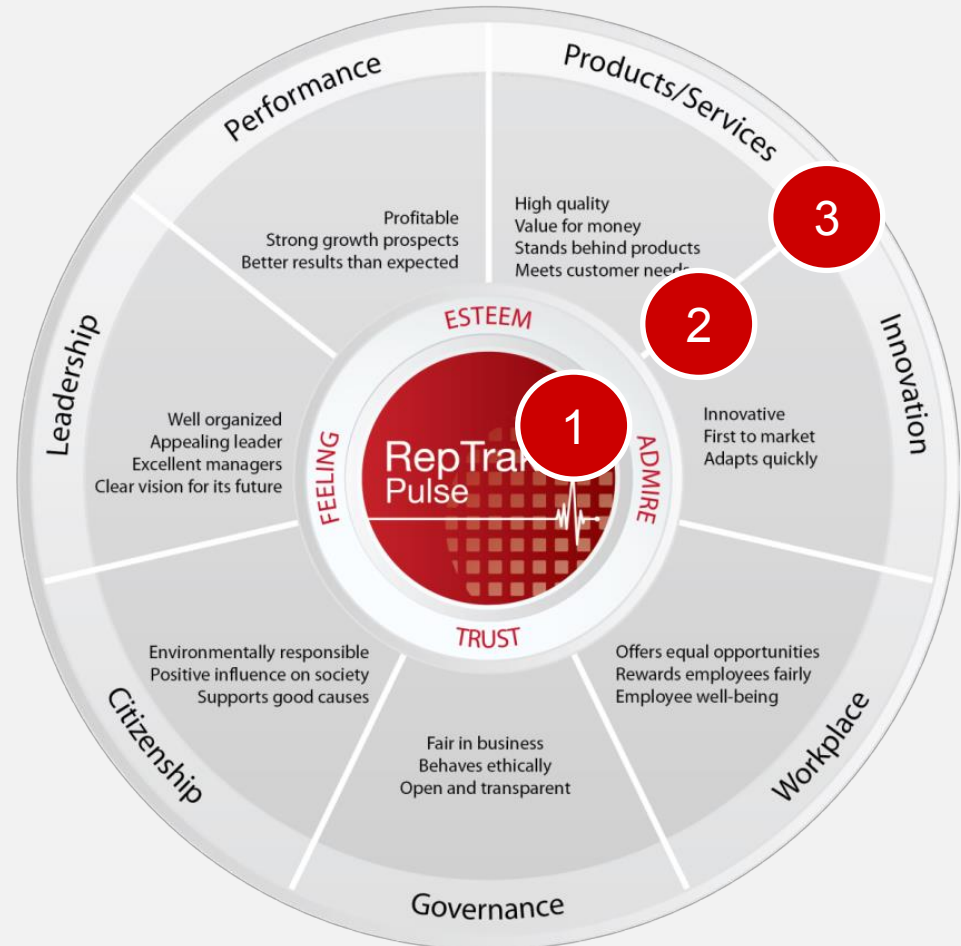 Performance
Products/Services
Profitable
Strong growth prospects
Better results than expected
High quality
Value for money
Stands behind products
Meets customer needs
3
2
ESTEEM
Leadership
Well organized
Appealing leader
Excellent managers
Clear vision for its future
FEELING
RepTrak
Pulse
1
ADMIRE
Innovative
First to market
Adapts quickly
Innovation
TRUST
Environmentally responsible
Positive influence on society
Supports good causes
Citizenship
Fair in business
Behaves ethically
Open and transparent
Governance
Offers equal opportunities
Rewards employees fairly
Employee well-being
Workplace